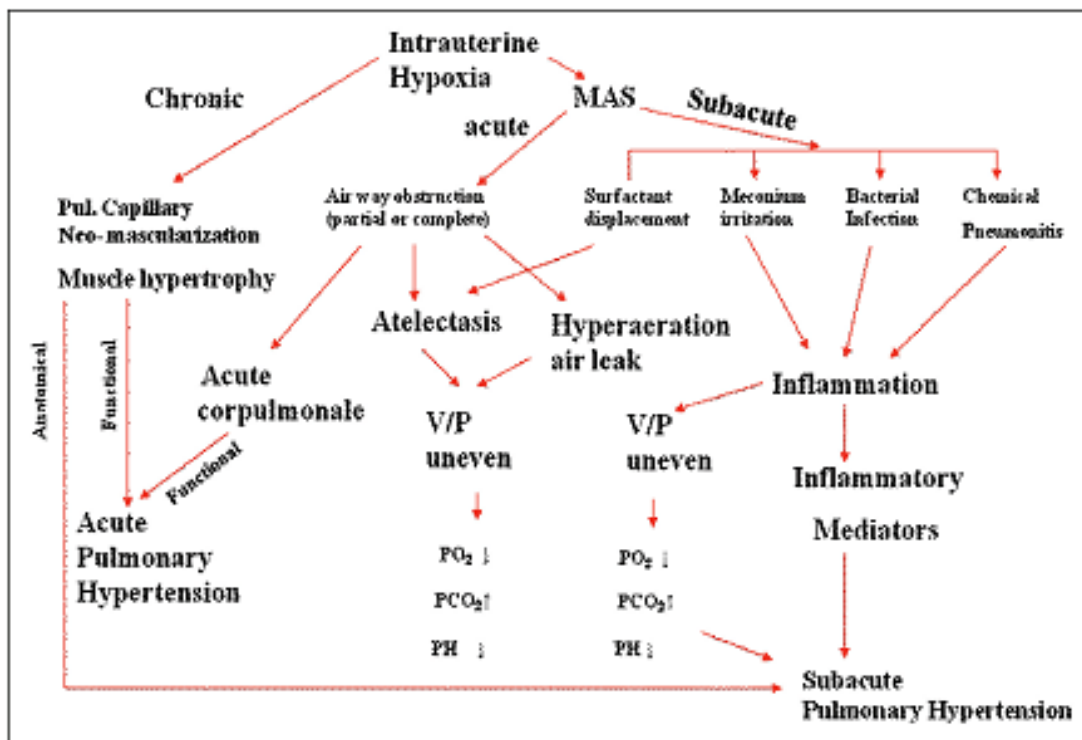 Intrauterine
Hypoxia
Chronic
MAS
Subacute
acute
Pul. Capillary
Neo-mascularization
Muscle hypertrophy
Air way obstruction
(partial or complete)
Surfactant
displacement
Meconium
irritation
Bacterial
Infection
Chemical
Pneumonitis
Atelectasis
Hyperaeration
air leak
Acute
corpulmonale
Inflammation
Functional
Functional
V/P
uneven
V/P
uneven
Inflammatory
Mediators
Acute
Pulmonary
Hypertension
PO₂ ↓
PCO₂↑
PH ↓
PO₂ ↓
PCO₂↑
PH ↓
Subacute
Pulmonary Hypertension